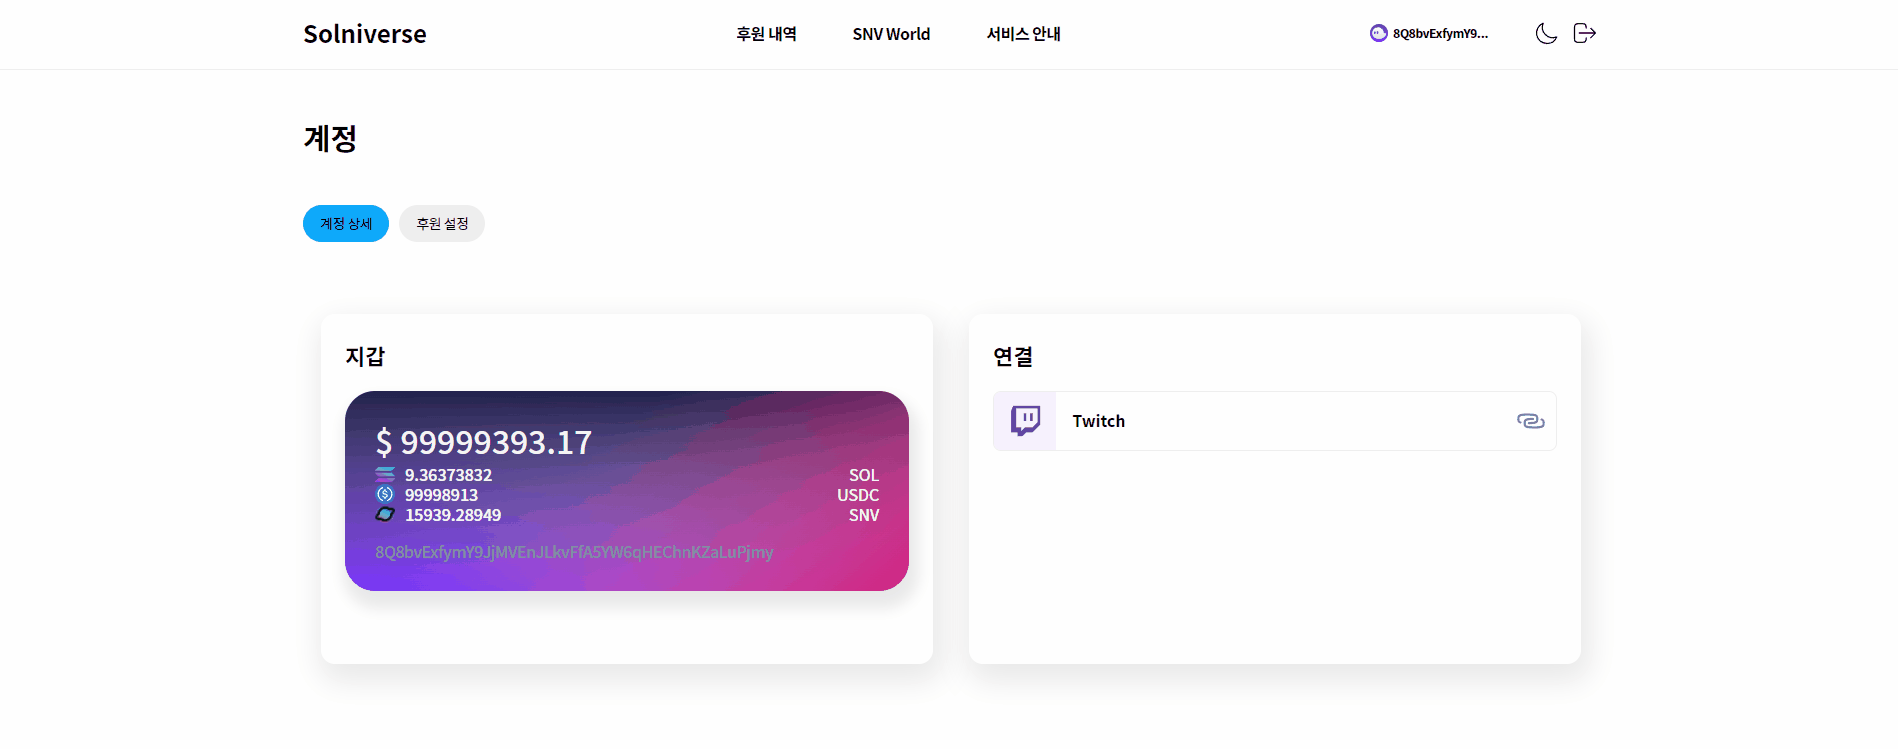 Solniverse 후원 내역 SNV World 서비스 안내 8Q8bvExfymY9...
계정
계정 상세 후원 설정
지갑
$ 99999393.17
9.36373832 SOL
99998913 USDC
15939.28949 SNV
8Q8bvExfymY9JjMVEnJLkvFfA5YW6qHEChnKZaLuPjmy
연결
Twitch